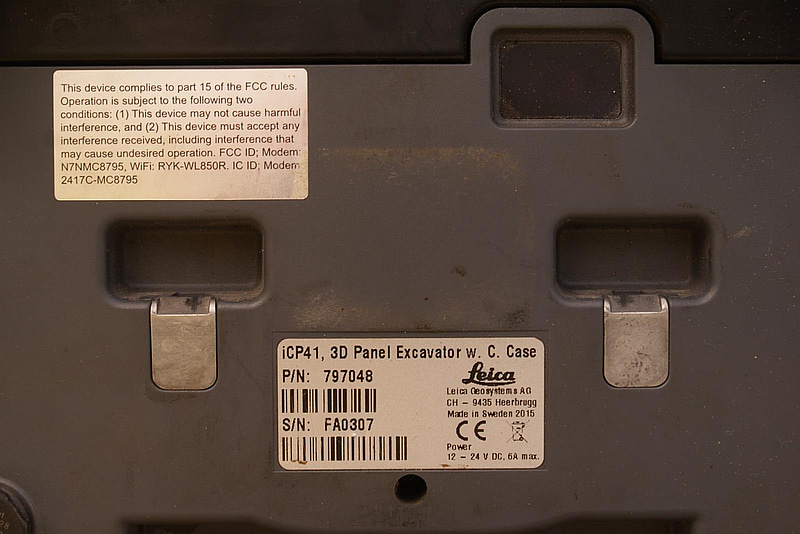 This device complies to part 15 of the FCC rules.
Operation is subject to the following two
conditions: (1) This device may not cause harmful
interference, and (2) This device must accept any
interference received, including interference that
may cause undesired operation. FCC ID; Modem:
N7NMC8795, WiFi: RYK-WL850R. IC ID; Modem
2417C-MC8795
iCP41, 3D Panel Excavator w. C. Case
P/N: 797048
Leica
Leica Geosystems AG
CH – 9435 Heerbrugg
Made in Sweden 2015
S/N: FA0307
CE
Power
12 – 24 V DC, 6A max.